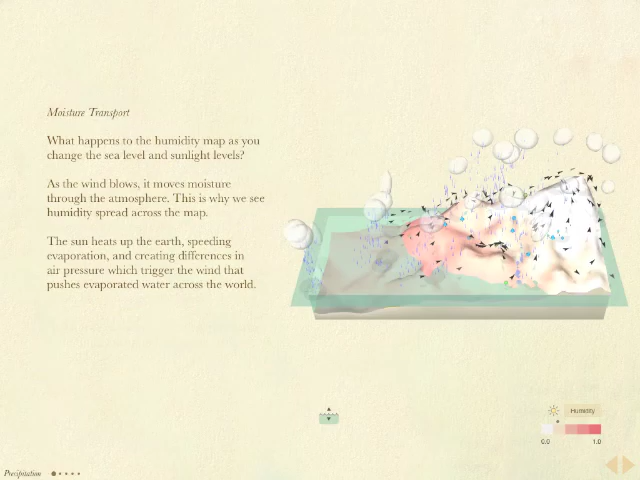 Moisture Transport
What happens to the humidity map as you
change the sea level and sunlight levels?
As the wind blows, it moves moisture
through the atmosphere. This is why we see
humidity spread across the map.
The sun heats up the earth, speeding
evaporation, and creating differences in
air pressure which trigger the wind that
pushes evaporated water across the world.
Humidity
0.0 1.0
Precipitation